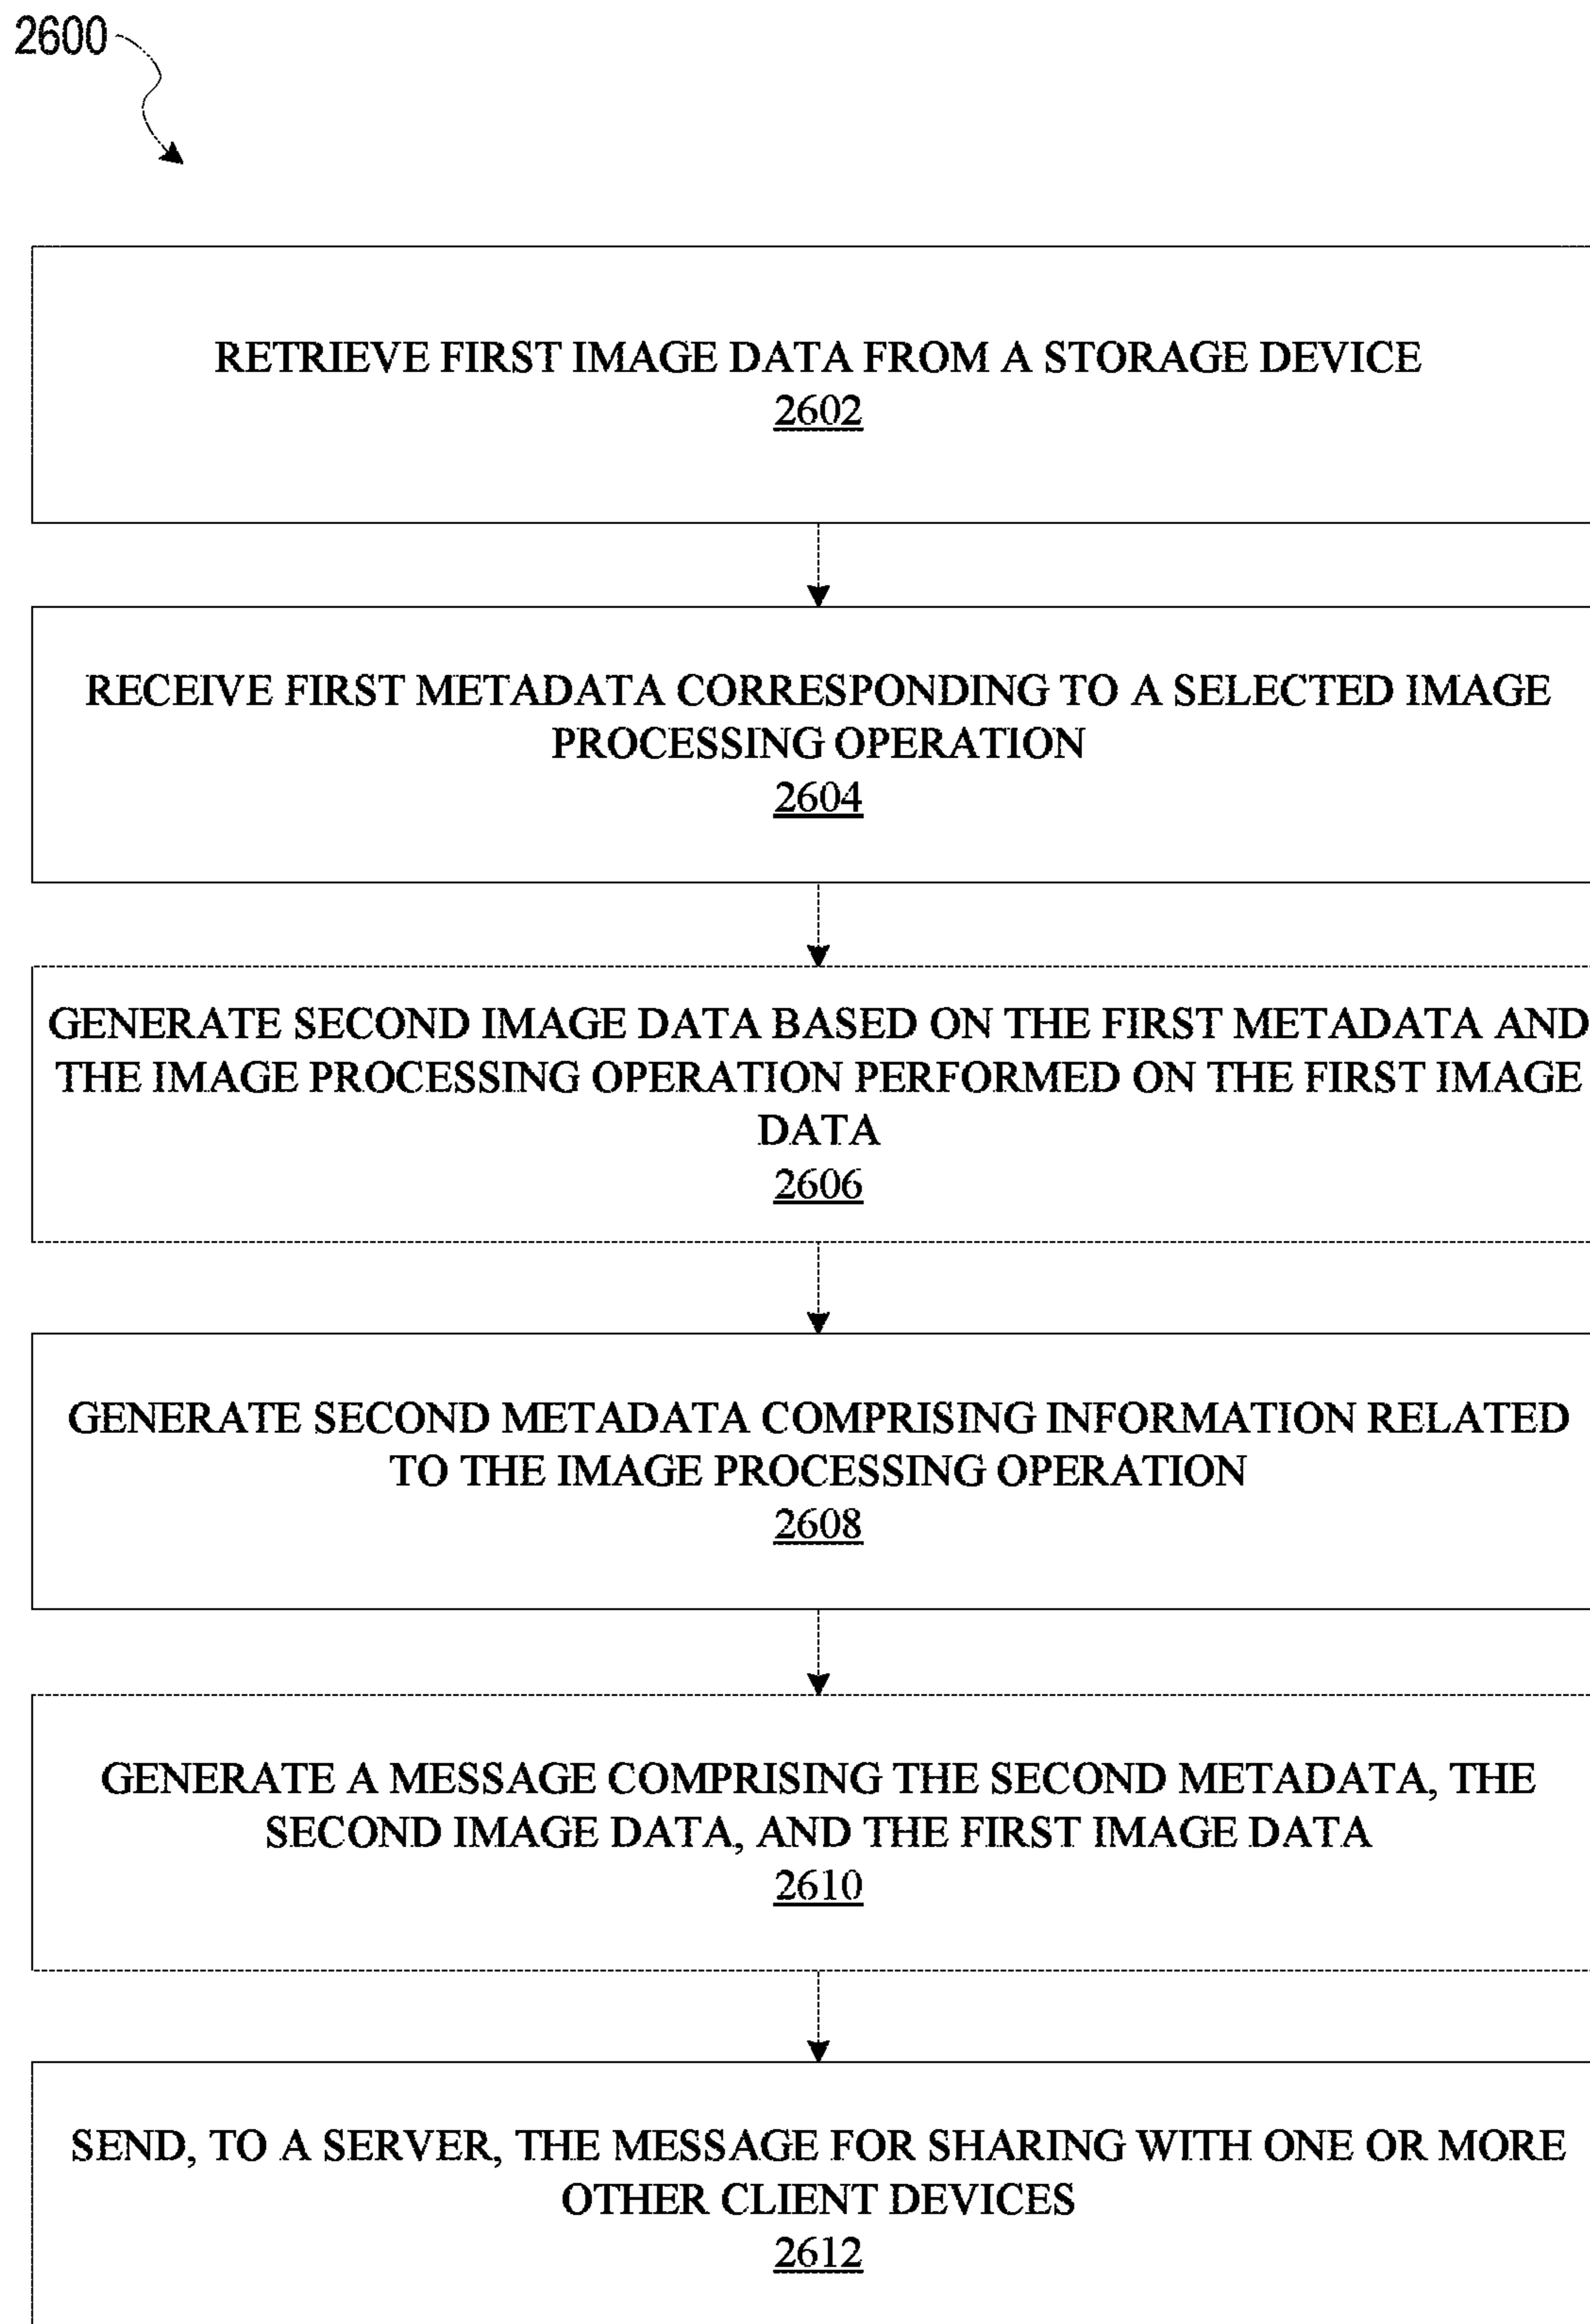 2600
RETRIEVE FIRST IMAGE DATA FROM A STORAGE DEVICE
2602
RECEIVE FIRST METADATA CORRESPONDING TO A SELECTED IMAGE
PROCESSING OPERATION
2604
GENERATE SECOND IMAGE DATA BASED ON THE FIRST METADATA AND
THE IMAGE PROCESSING OPERATION PERFORMED ON THE FIRST IMAGE
DATA
2606
GENERATE SECOND METADATA COMPRISING INFORMATION RELATED
TO THE IMAGE PROCESSING OPERATION
2608
GENERATE A MESSAGE COMPRISING THE SECOND METADATA, THE
SECOND IMAGE DATA, AND THE FIRST IMAGE DATA
2610
SEND, TO A SERVER, THE MESSAGE FOR SHARING WITH ONE OR MORE
OTHER CLIENT DEVICES
2612